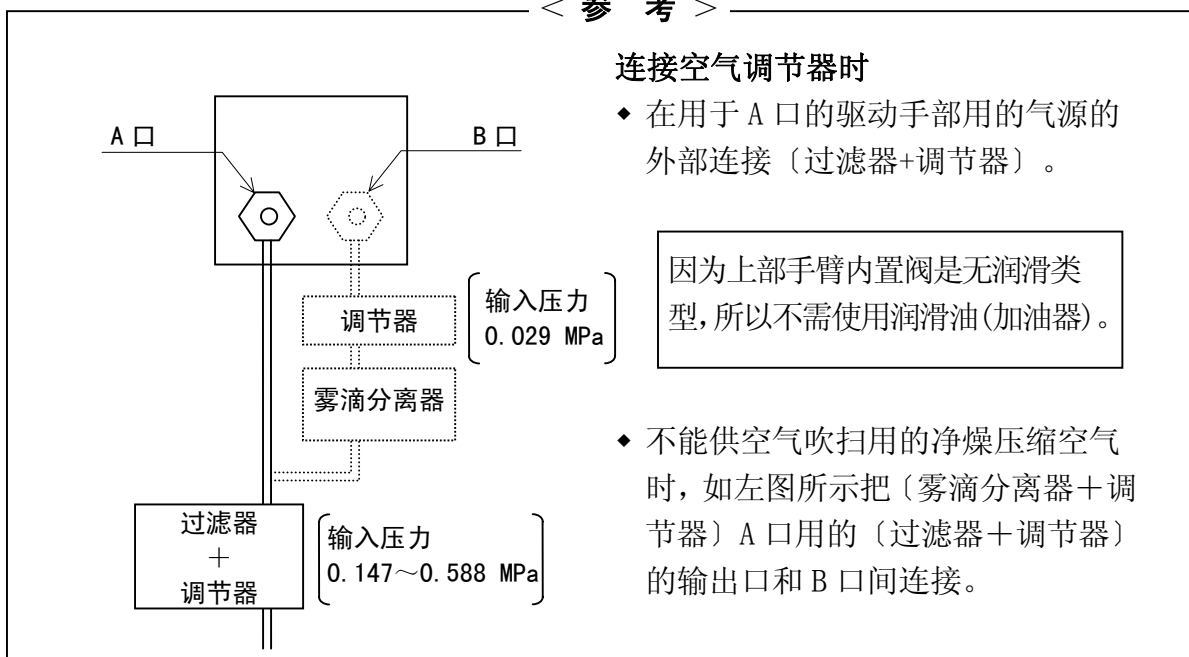 < 参 考 >
A 口
B 口
调节器
输入压力
0.029 MPa
雾滴分离器
过滤器
＋
调节器
输入压力
0.147～0.588 MPa
连接空气调节器时
◆ 在用于 A 口的驱动手部用的气源的
外部连接〔过滤器+调节器〕。
因为上部手臂内置阀是无润滑类
型,所以不需使用润滑油(加油器)。
◆ 不能供空气吹扫用的净燥压缩空气
时,如左图所示把〔雾滴分离器＋调
节器〕A 口用的〔过滤器＋调节器〕
的输出口和 B 口间连接。